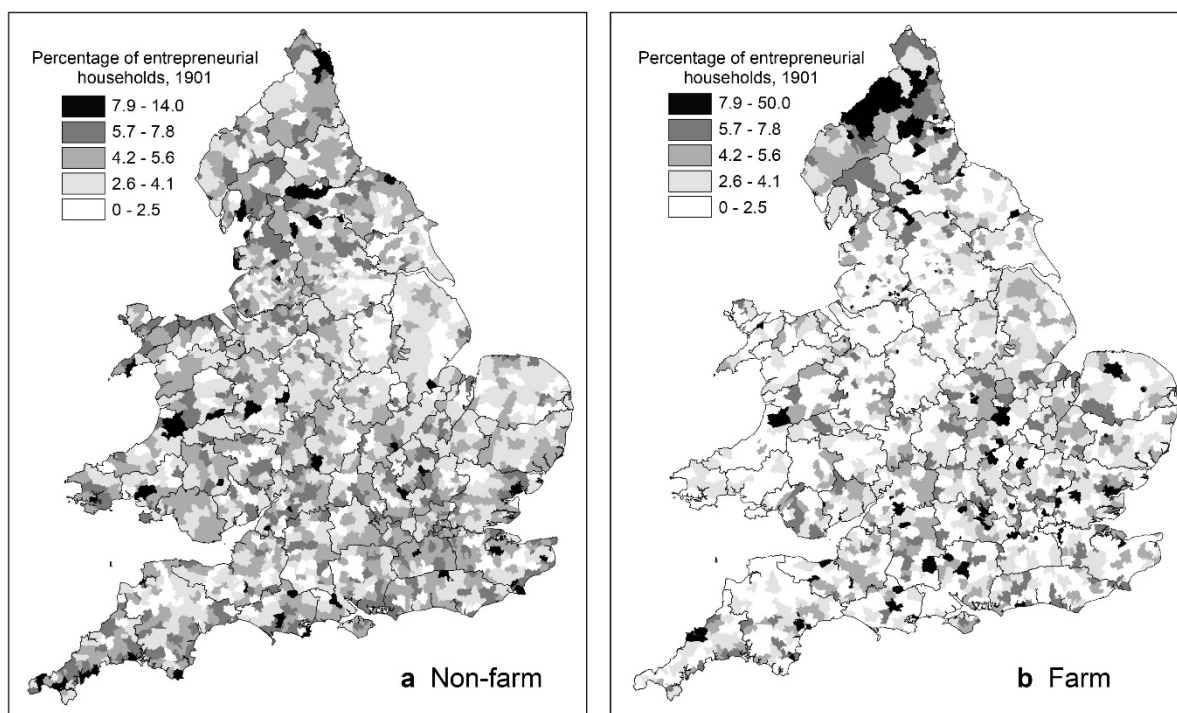 Percentage of entrepreneurial
households, 1901
7.9 - 14.0
5.7 - 7.8
4.2 - 5.6
2.6 - 4.1
0 - 2.5
a Non-farm
Percentage of entrepreneurial
households, 1901
7.9 - 50.0
5.7 - 7.8
4.2 - 5.6
2.6 - 4.1
0 - 2.5
b Farm